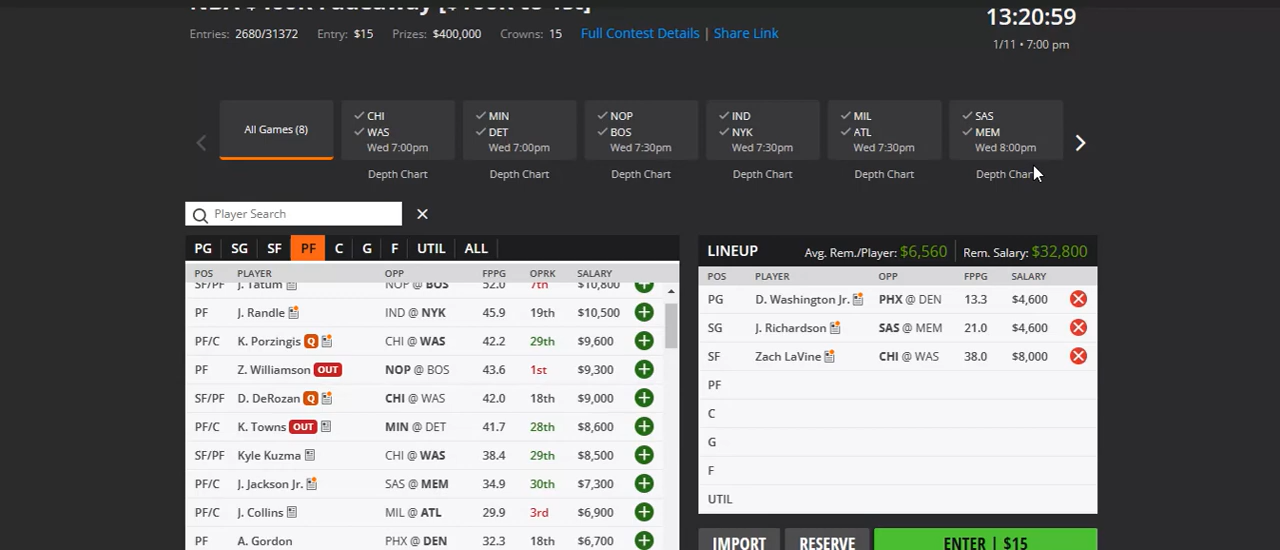 NBA $400K Fadeaway [$100K to 1st]
13:20:59
Entries: 2680/31372 Entry: $15 Prizes: $400,000 Crowns: 15 Full Contest Details | Share Link
1/11 • 7:00 pm
All Games (8)
CHI
WAS
Wed 7:00pm
MIN
DET
Wed 7:00pm
NOP
BOS
Wed 7:30pm
IND
NYK
Wed 7:30pm
MIL
ATL
Wed 7:30pm
SAS
MEM
Wed 8:00pm
Depth Chart Depth Chart Depth Chart Depth Chart Depth Chart Depth Chart
Player Search
PG SG SF PF C G F UTIL ALL
POS PLAYER OPP FPPG OPRK SALARY
SF/PF J. Tatum NOP @ BOS 52.0 7th $10,800
PF J. Randle IND @ NYK 45.9 19th $10,500
PF/C K. Porzingis Q CHI @ WAS 42.2 29th $9,600
PF Z. Williamson OUT NOP @ BOS 43.6 1st $9,300
SF/PF D. DeRozan Q CHI @ WAS 42.0 18th $9,000
PF/C K. Towns OUT MIN @ DET 41.7 28th $8,600
SF/PF Kyle Kuzma CHI @ WAS 38.4 29th $8,500
PF/C J. Jackson Jr. SAS @ MEM 34.9 30th $7,300
PF/C J. Collins MIL @ ATL 29.9 3rd $6,900
PF A. Gordon PHX @ DEN 32.3 18th $6,700
LINEUP Avg. Rem./Player: $6,560 Rem. Salary: $32,800
POS PLAYER OPP FPPG SALARY
PG D. Washington Jr. PHX @ DEN 13.3 $4,600
SG J. Richardson SAS @ MEM 21.0 $4,600
SF Zach LaVine CHI @ WAS 38.0 $8,000
PF
C
G
F
UTIL
IMPORT RESERVE ENTER | $15